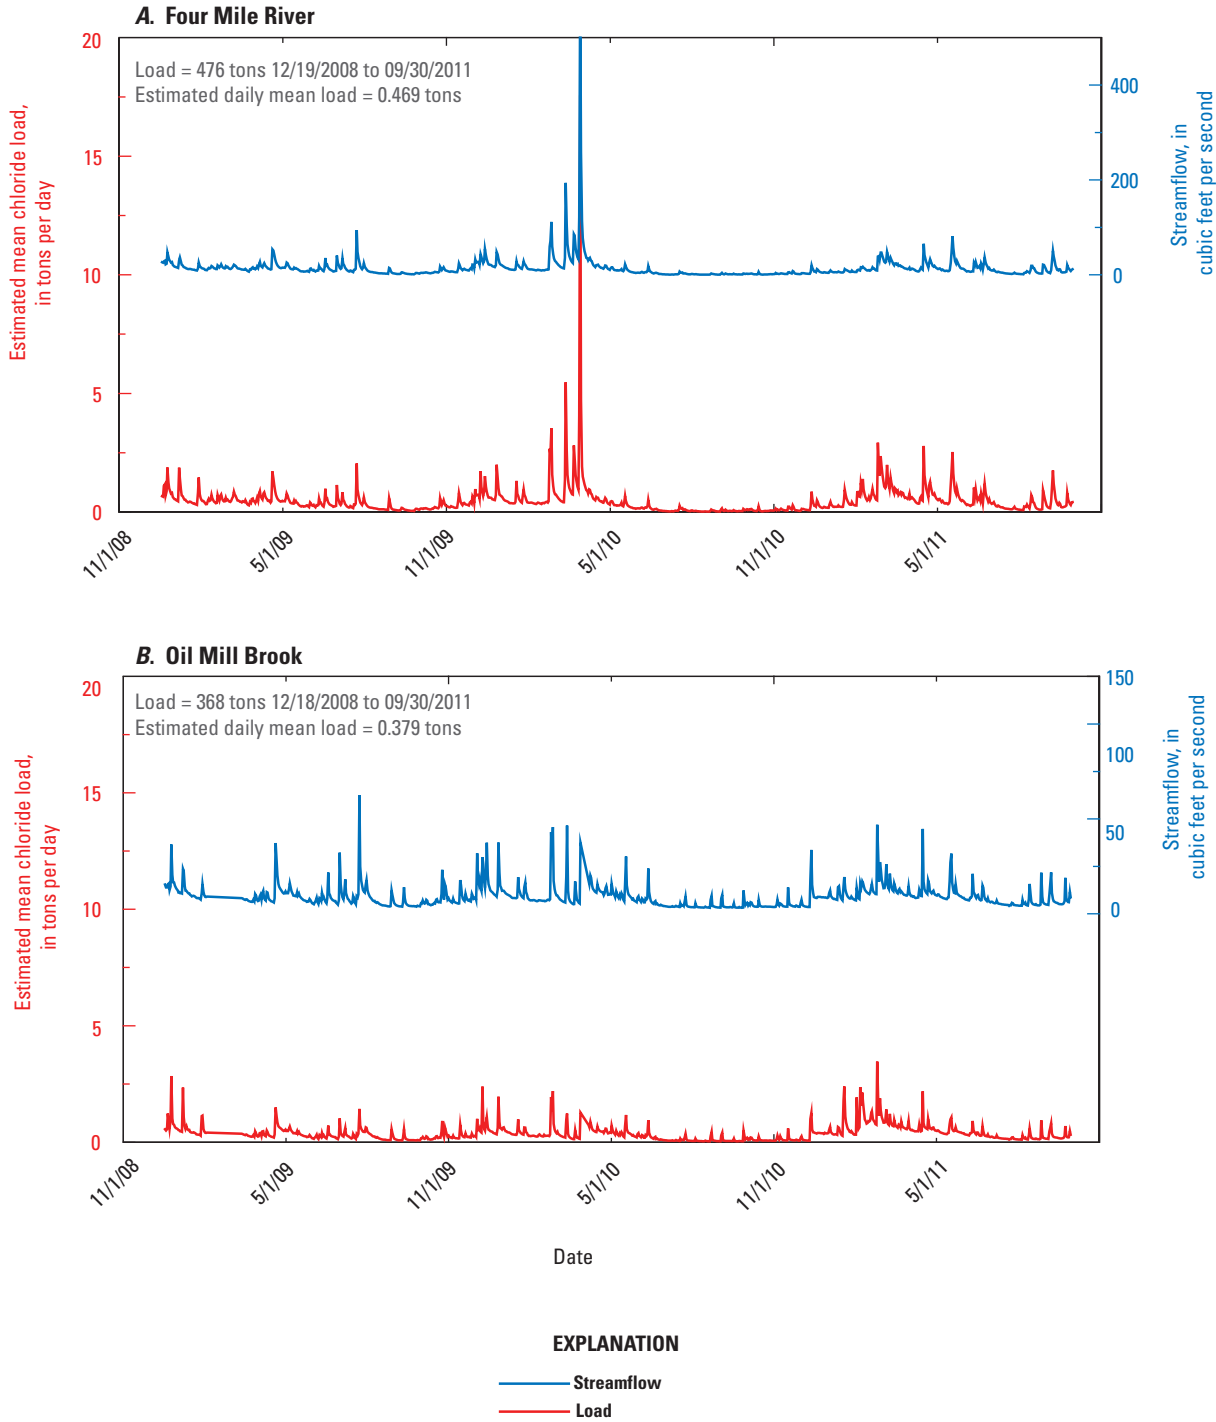 A. Four Mile River
Load = 476 tons 12/19/2008 to 09/30/2011
Estimated daily mean load = 0.469 tons
Estimated mean chloride load,
in tons per day
20
15
10
5
0
400
200
0
Streamflow, in
cubic feet per second
11/1/08
5/1/09
11/1/09
5/1/10
11/1/10
5/1/11
B. Oil Mill Brook
Load = 368 tons 12/18/2008 to 09/30/2011
Estimated daily mean load = 0.379 tons
Estimated mean chloride load,
in tons per day
20
15
10
5
0
150
100
50
0
Streamflow, in
cubic feet per second
11/1/08
5/1/09
11/1/09
5/1/10
11/1/10
5/1/11
Date
EXPLANATION
Streamflow
Load